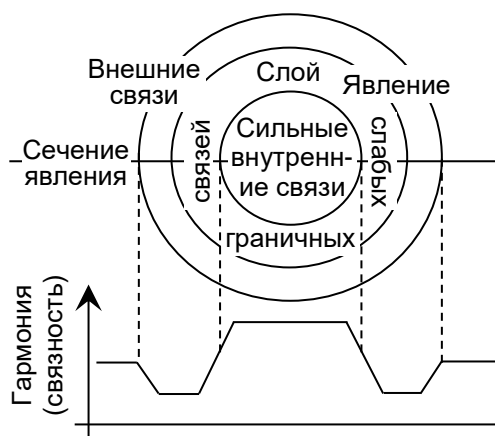 Внешние
связи
Слой
Явление
связей
Сильные
внутренн-
ие связи
слабых
Сечение
явления
граничных
Гармония
(связность)